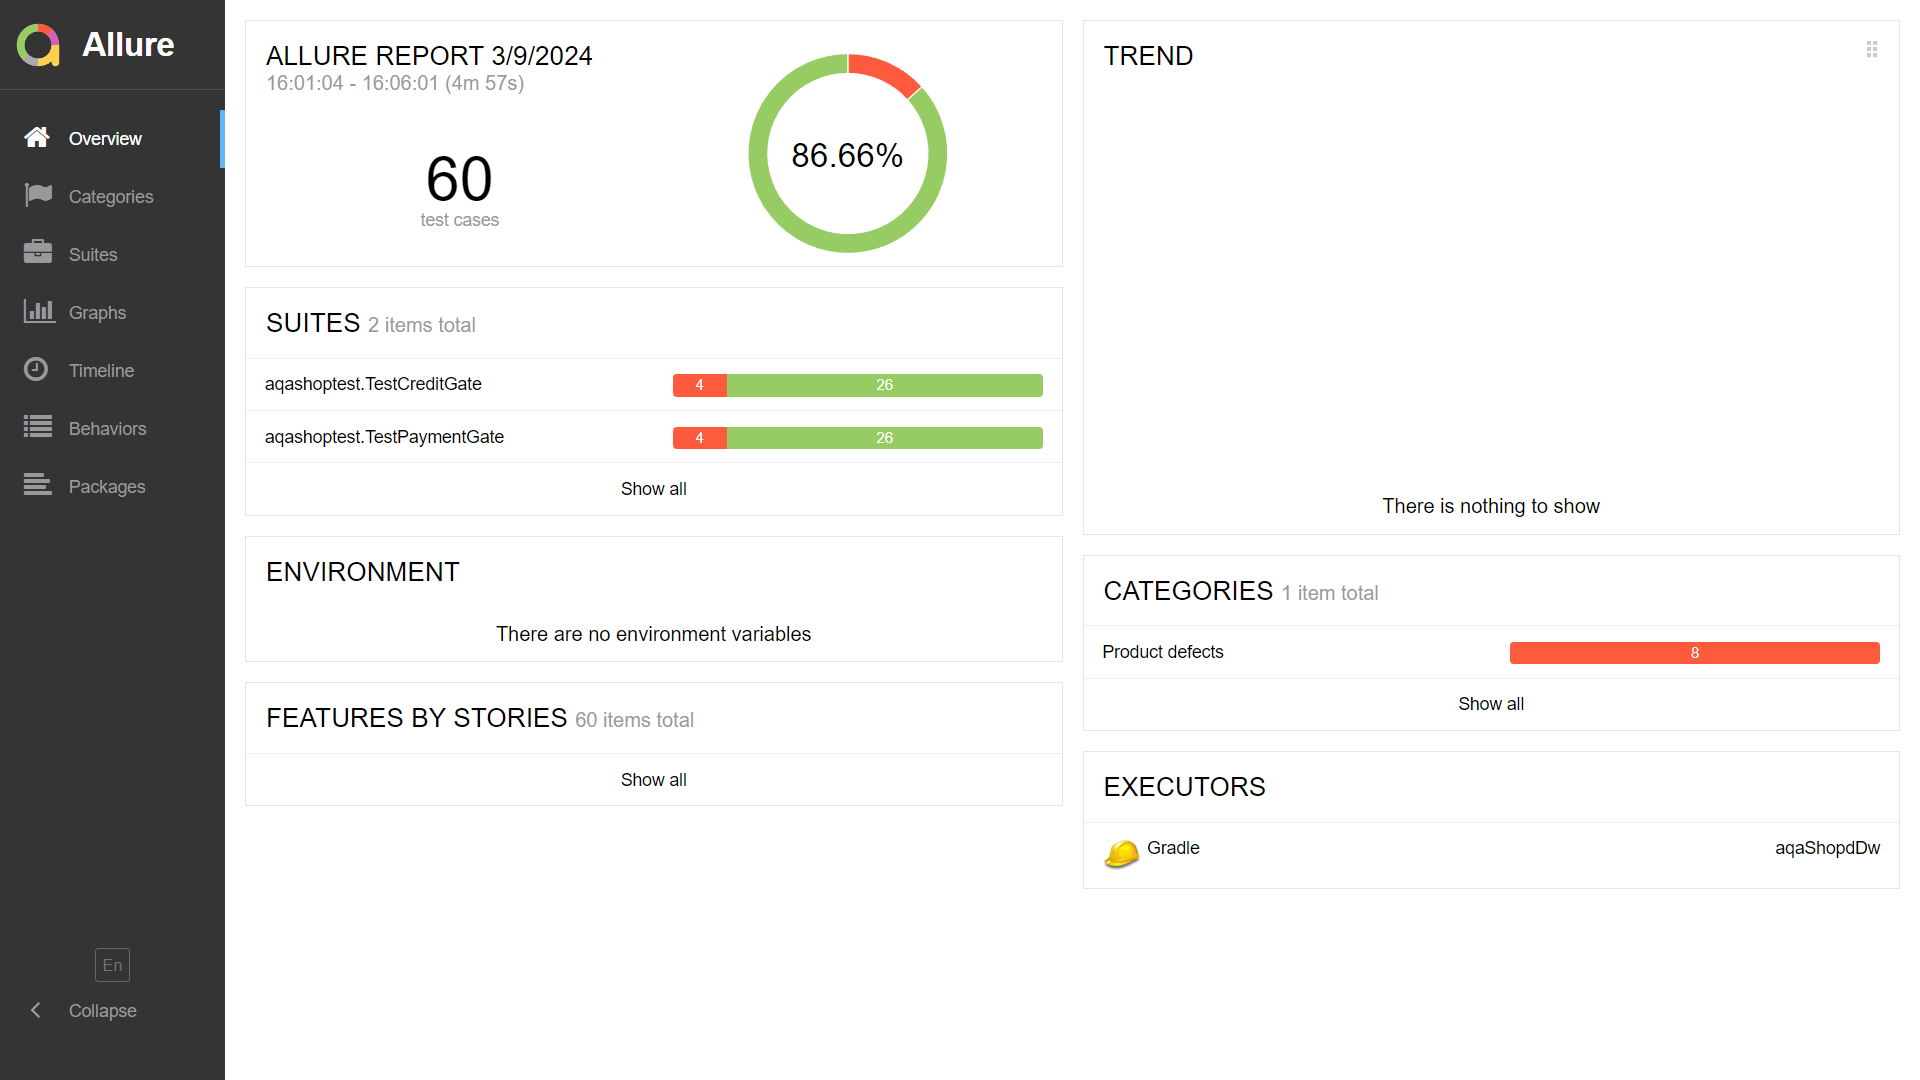 Allure
Overview
Categories
Suites
Graphs
Timeline
Behaviors
Packages
En
Collapse
ALLURE REPORT 3/9/2024
16:01:04 - 16:06:01 (4m 57s)
60
test cases
86.66%
SUITES 2 items total
aqashoptest.TestCreditGate 4 26
aqashoptest.TestPaymentGate 4 26
Show all
ENVIRONMENT
There are no environment variables
FEATURES BY STORIES 60 items total
Show all
TREND
There is nothing to show
CATEGORIES 1 item total
Product defects 8
Show all
EXECUTORS
Gradle aqaShopdDw